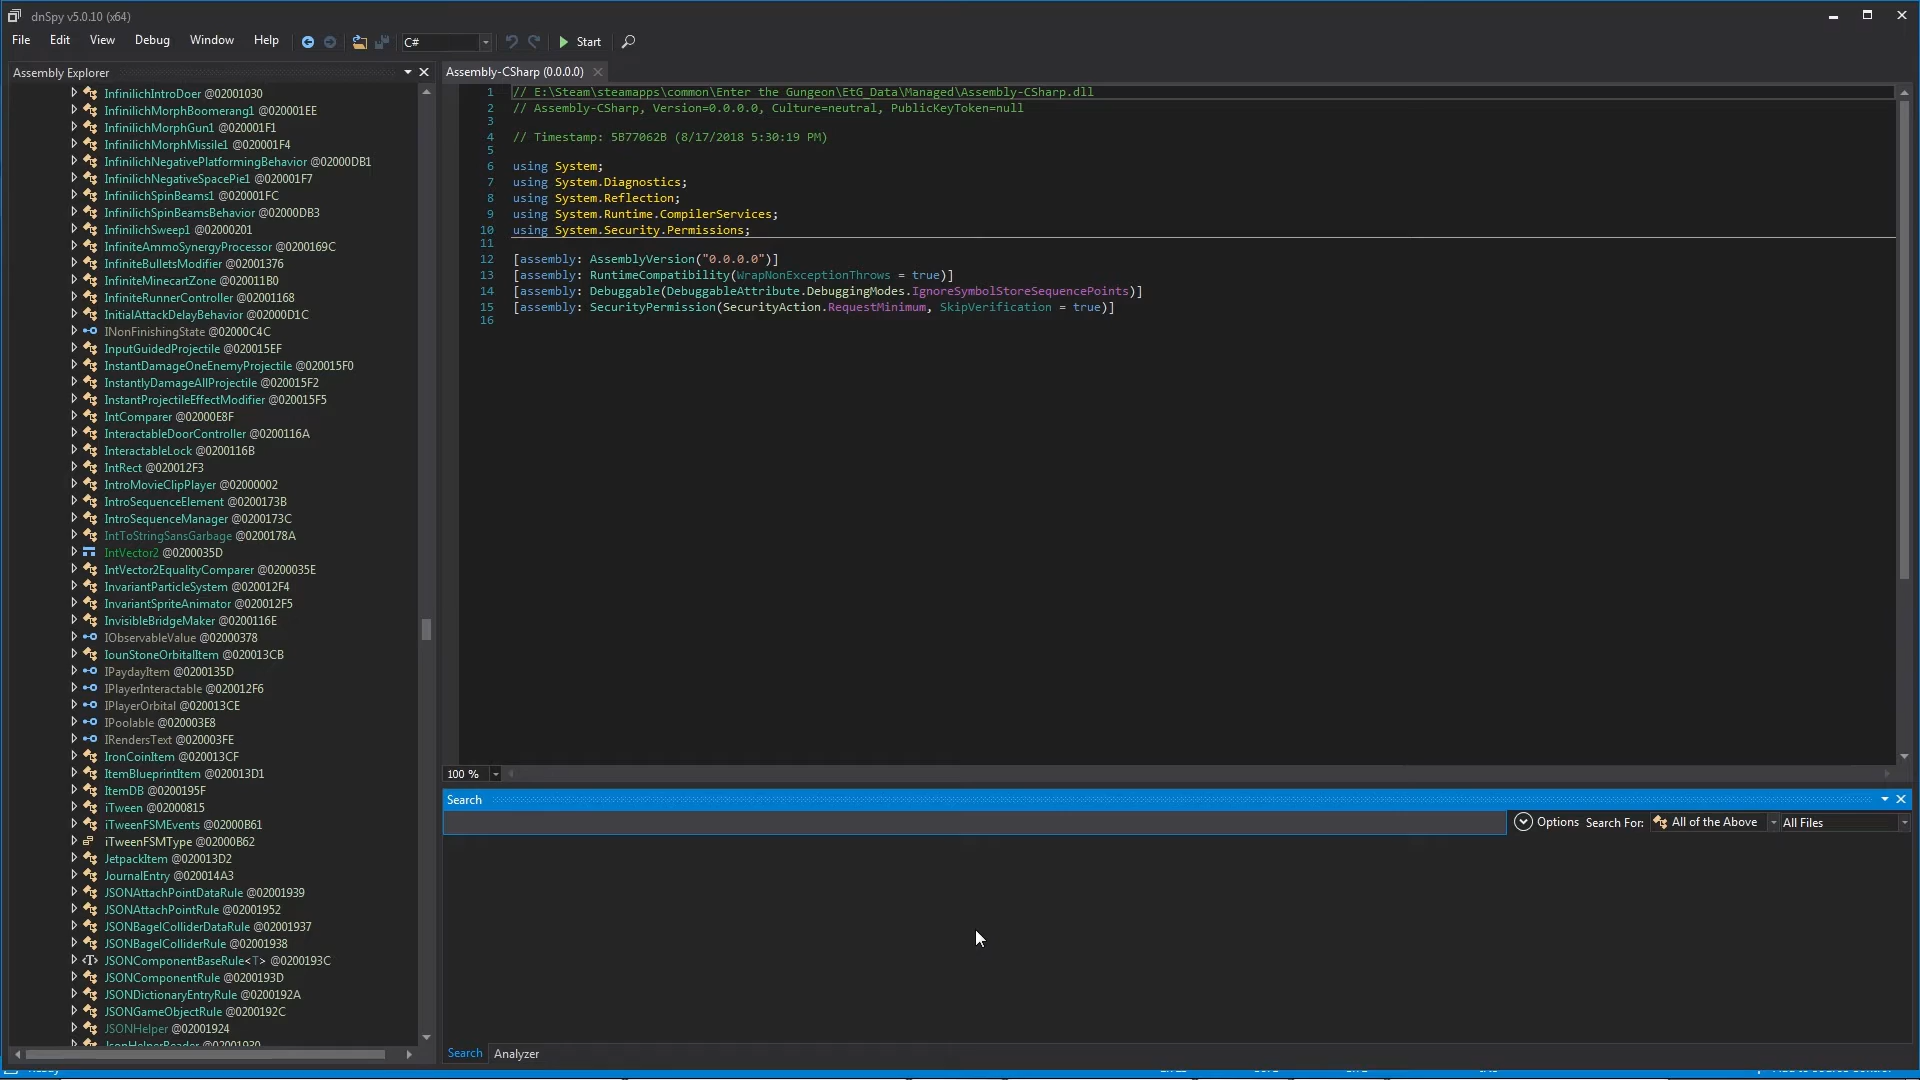 dnSpy v5.0.10 (x64)
File Edit View Debug Window Help C# Start
Assembly Explorer
InfinilichIntroDoer @02001030
InfinilichMorphBoomerang1 @020001EE
InfinilichMorphGun1 @020001F1
InfinilichMorphMissile1 @020001F4
InfinilichNegativePlatformingBehavior @02000DB1
InfinilichNegativeSpacePie1 @020001F7
InfinilichSpinBeams1 @020001FC
InfinilichSpinBeamsBehavior @02000DB3
InfinilichSweep1 @02000201
InfiniteAmmoSynergyProcessor @0200169C
InfiniteBulletsModifier @02001376
InfiniteMinecartZone @020011B0
InfiniteRunnerController @02001168
InitialAttackDelayBehavior @02000D1C
INonFinishingState @02000C4C
InputGuidedProjectile @020015EF
InstantDamageOneEnemyProjectile @020015F0
InstantlyDamageAllProjectile @020015F2
InstantProjectileEffectModifier @020015F5
IntComparer @02000E8F
InteractableDoorController @0200116A
InteractableLock @0200116B
IntRect @020012F3
IntroMovieClipPlayer @02000002
IntroSequenceElement @0200173B
IntroSequenceManager @0200173C
IntToStringSansGarbage @0200178A
IntVector2 @0200035D
IntVector2EqualityComparer @0200035E
InvariantParticleSystem @020012F4
InvariantSpriteAnimator @020012F5
InvisibleBridgeMaker @0200116E
IObservableValue @02000378
IounStoneOrbitalItem @020013CB
IPaydayItem @0200135D
IPlayerInteractable @020012F6
IPlayerOrbital @020013CE
IPoolable @020003E8
IRendersText @020003FE
IronCoinItem @020013CF
ItemBlueprintItem @020013D1
ItemDB @0200195F
iTween @02000815
iTweenFSMEvents @02000B61
iTweenFSMType @02000B62
JetpackItem @020013D2
JournalEntry @020014A3
JSONAttachPointDataRule @02001939
JSONAttachPointRule @02001952
JSONBagelColliderDataRule @02001937
JSONBagelColliderRule @02001938
JSONComponentBaseRule<T> @0200193C
JSONComponentRule @0200193D
JSONDictionaryEntryRule @0200192A
JSONGameObjectRule @0200192C
JSONHelper @02001924
Assembly-CSharp (0.0.0.0)
1 // E:\Steam\steamapps\common\Enter the Gungeon\EtG_Data\Managed\Assembly-CSharp.dll
2 // Assembly-CSharp, Version=0.0.0.0, Culture=neutral, PublicKeyToken=null
3
4 // Timestamp: 5B77062B (8/17/2018 5:30:19 PM)
5
6 using System;
7 using System.Diagnostics;
8 using System.Reflection;
9 using System.Runtime.CompilerServices;
10 using System.Security.Permissions;
11
12 [assembly: AssemblyVersion("0.0.0.0")]
13 [assembly: RuntimeCompatibility(WrapNonExceptionThrows = true)]
14 [assembly: Debuggable(DebuggableAttribute.DebuggingModes.IgnoreSymbolStoreSequencePoints)]
15 [assembly: SecurityPermission(SecurityAction.RequestMinimum, SkipVerification = true)]
16
100 %
Search
Options Search For: All of the Above All Files
Search Analyzer